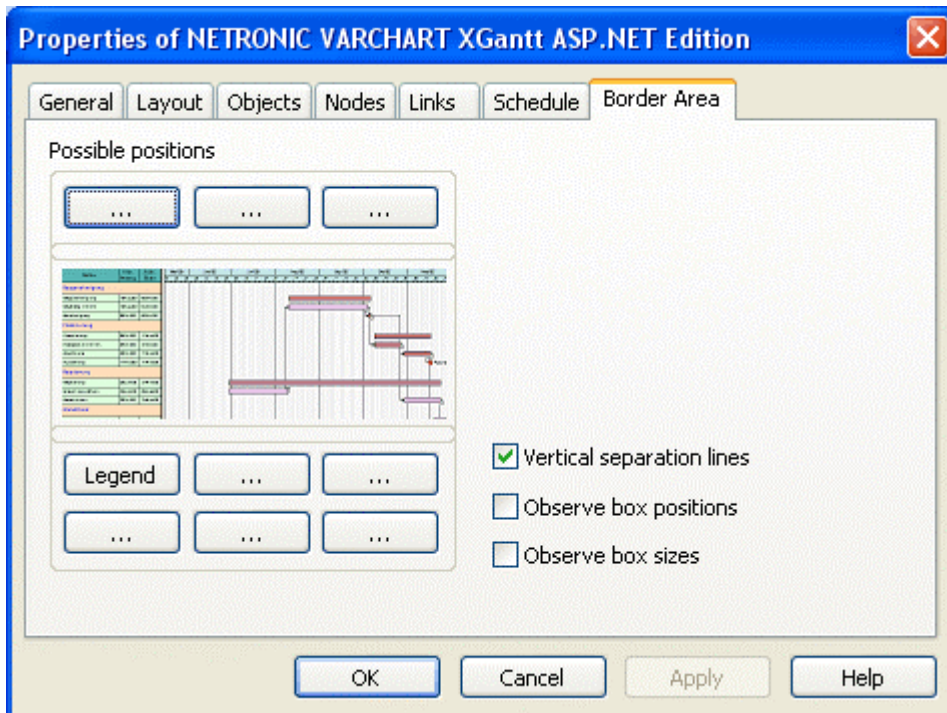 Properties of NETRONIC VARCHART XGantt ASP.NET Edition
General Layout Objects Nodes Links Schedule Border Area
Possible positions
... ... ...
Legend ... ...
... ... ...
Vertical separation lines
Observe box positions
Observe box sizes
OK Cancel Apply Help